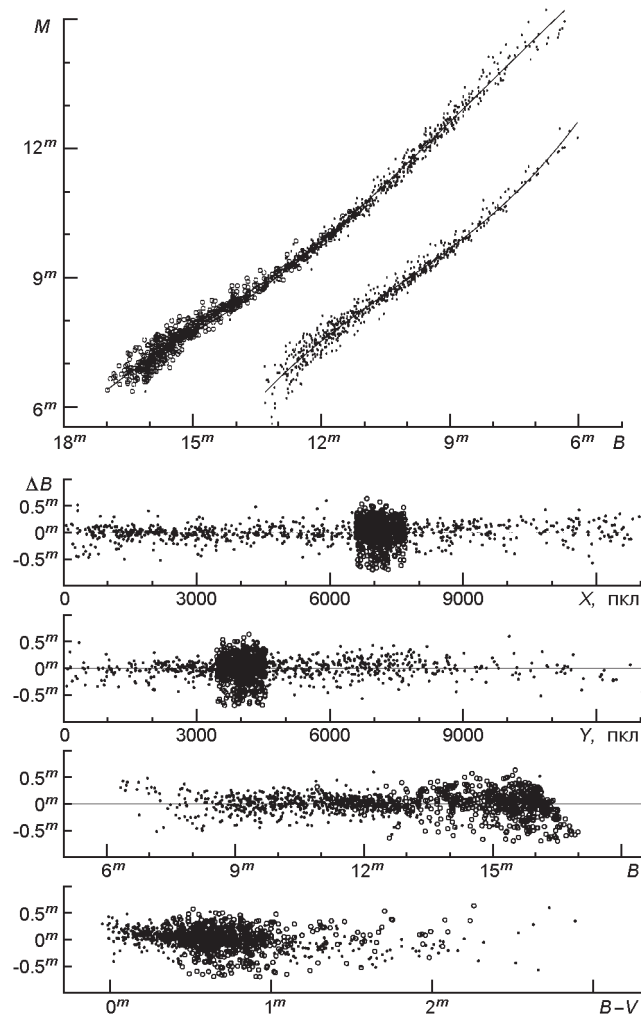 M
12m
9m
6m
18m 15m 12m 9m 6m B
ΔB
0.5m
0m
-0.5m
0 3000 6000 9000 X, пкл
0.5m
0m
-0.5m
0 3000 6000 9000 Y, пкл
0.5m
0m
-0.5m
6m 9m 12m 15m B
0.5m
0m
-0.5m
0m 1m 2m B–V